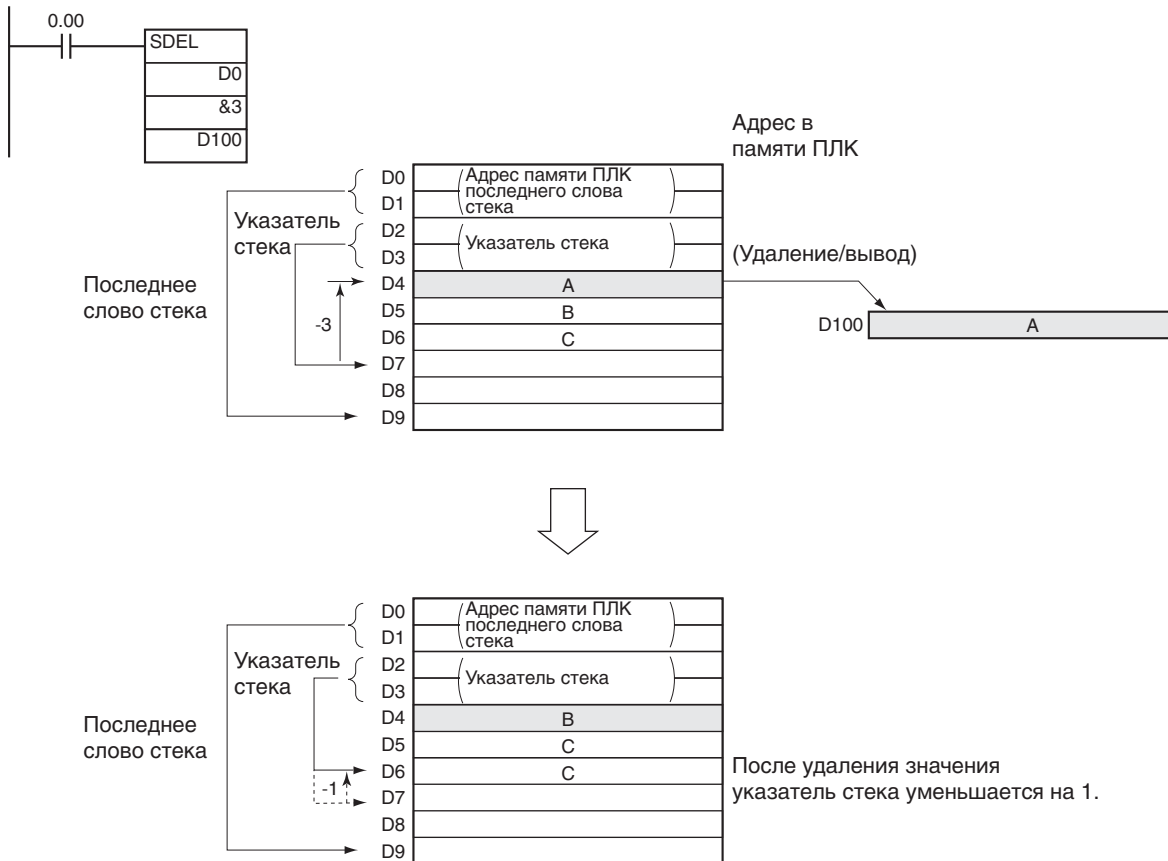 0.00
SDEL
D0
&3
D100
Адрес в
памяти ПЛК
D0
D1
D2
D3
D4
D5
D6
D7
D8
D9
Адрес памяти ПЛК
последнего слова
стека
Указатель стека
A
B
C
Указатель
стека
Последнее
слово стека
-3
(Удаление/вывод)
D100
A
D0
D1
D2
D3
D4
D5
D6
D7
D8
D9
Адрес памяти ПЛК
последнего слова
стека
Указатель стека
B
C
C
Указатель
стека
Последнее
слово стека
-1
После удаления значения
указатель стека уменьшается на 1.